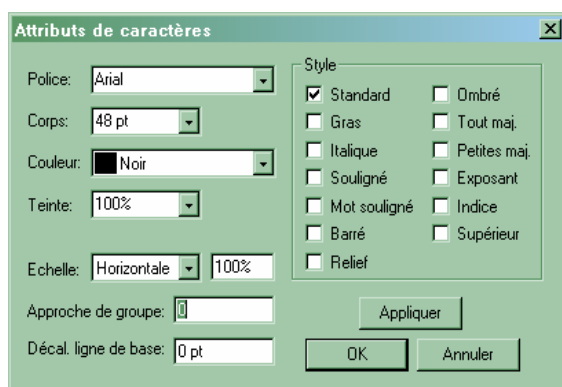 Attributs de caractères
Police: Arial
Corps: 48 pt
Couleur: Noir
Teinte: 100%
Echelle: Horizontale 100%
Approche de groupe: 0
Décal. ligne de base: 0 pt
Style
Standard
Gras
Italique
Souligné
Mot souligné
Barré
Relief
Ombré
Tout maj.
Petites maj.
Exposant
Indice
Supérieur
Appliquer
OK
Annuler